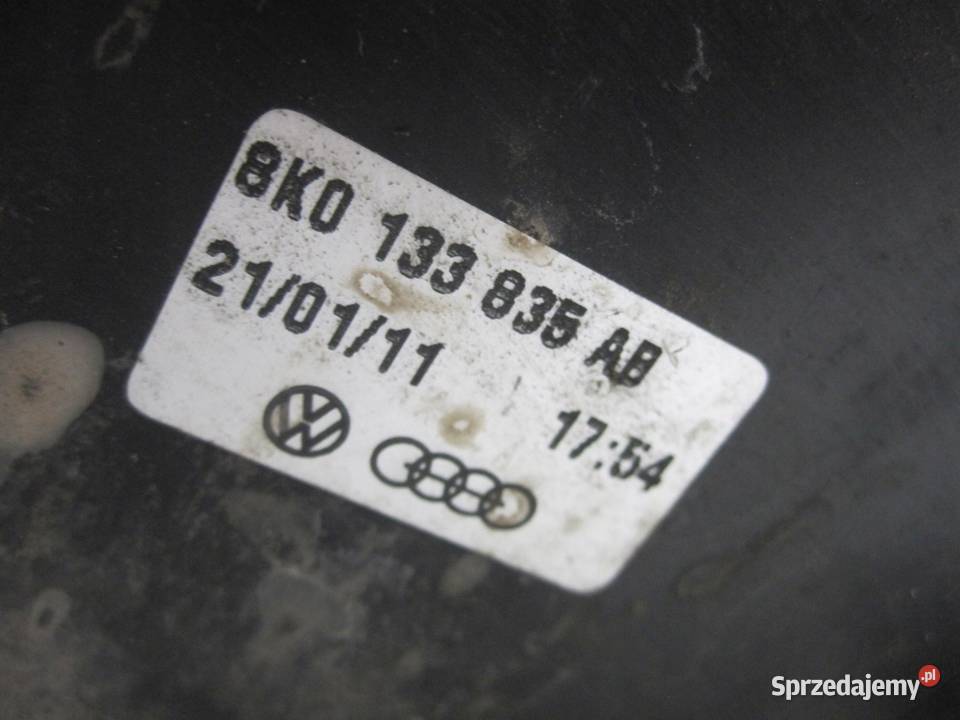 8K0 133 835 AB
21/01/11 17:54
Sprzedajemy.pl